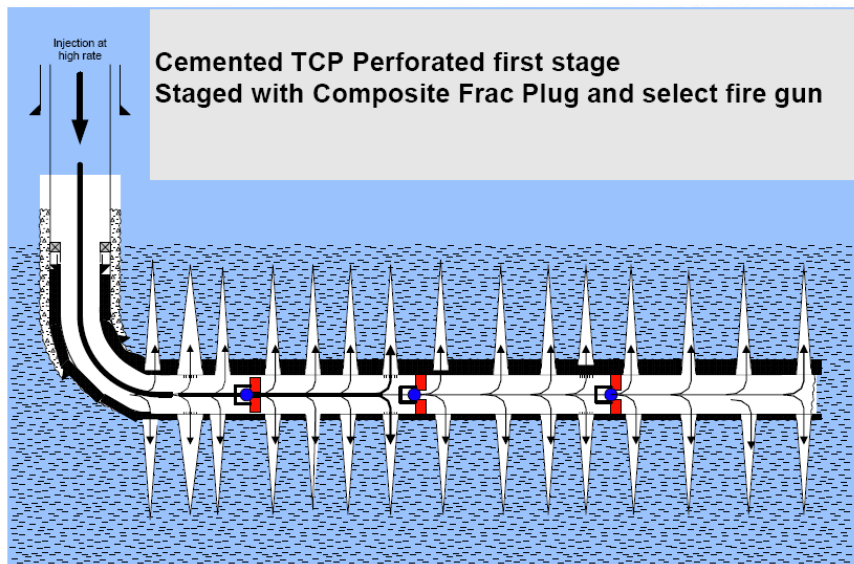 Injection at
high rate
Cemented TCP Perforated first stage
Staged with Composite Frac Plug and select fire gun